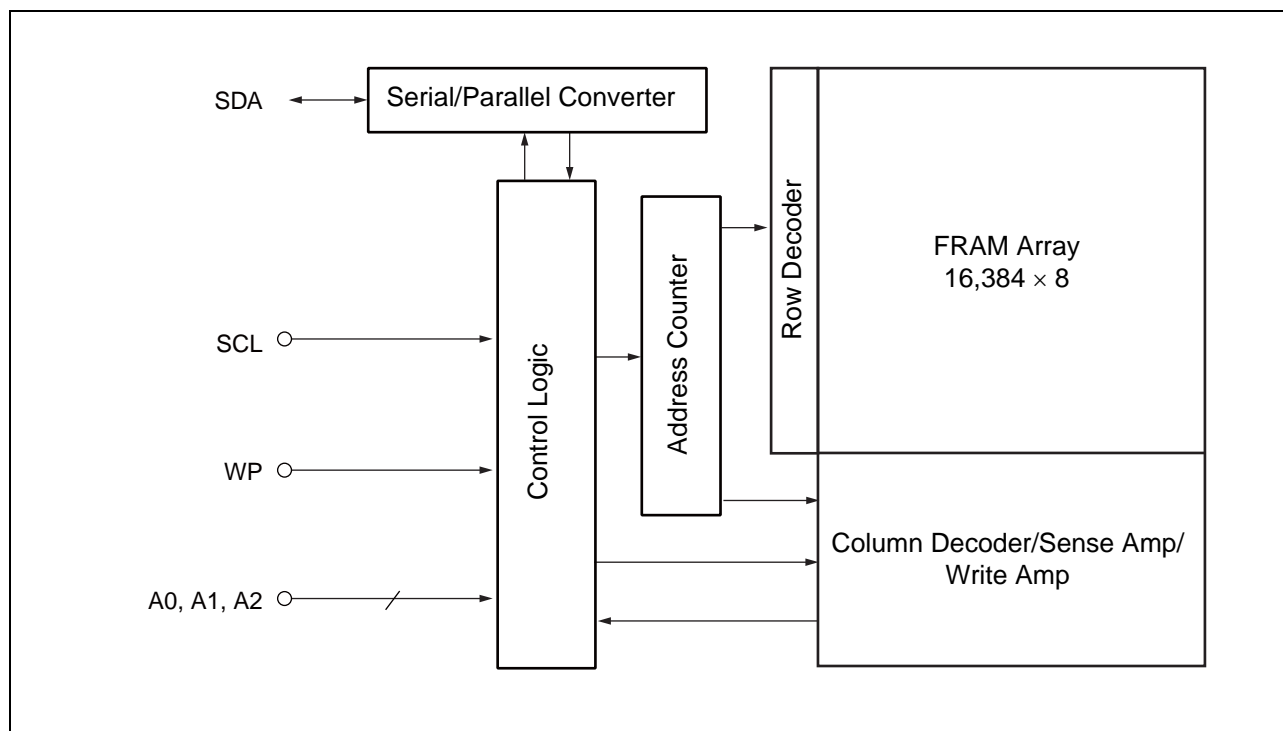 SDA
Serial/Parallel Converter
SCL
WP
A0, A1, A2
Control Logic
Address Counter
Row Decoder
FRAM Array
16,384 × 8
Column Decoder/Sense Amp/
Write Amp